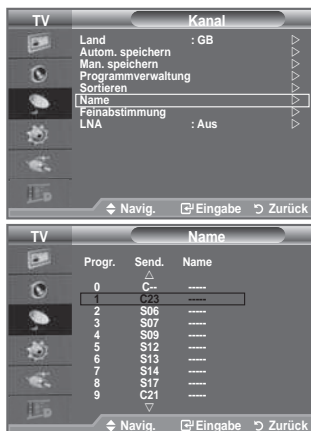 TV Kanal
Land : GB
Autom. speichern
Man. speichern
Programmverwaltung
Sortieren
Name
Feinabstimmung
LNA : Aus
Navig. Eingabe Zurück
TV Name
Progr. Send. Name
0 C-- -----
1 C23 -----
2 S06 -----
3 S07 -----
4 S09 -----
5 S12 -----
6 S13 -----
7 S14 -----
8 S17 -----
9 C21 -----
Navig. Eingabe Zurück